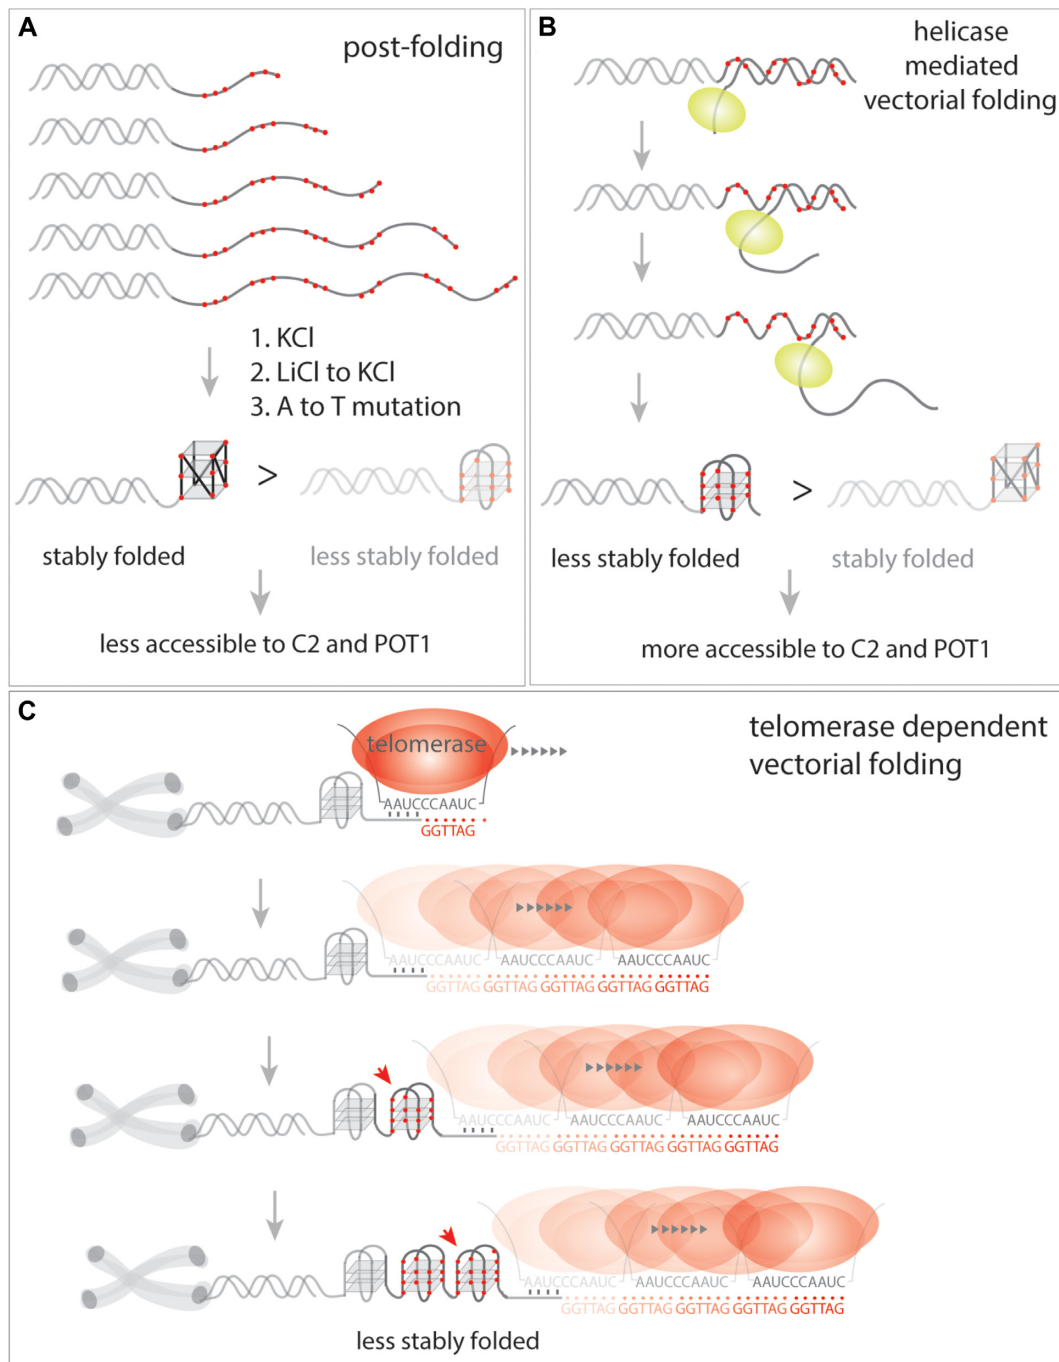 A
post-folding
1. KCl
2. LiCl to KCl
3. A to T mutation
>
stably folded
less stably folded
less accessible to C2 and POT1
B
helicase
mediated
vectorial folding
>
less stably folded
stably folded
more accessible to C2 and POT1
C
telomerase dependent
vectorial folding
telomerase
AAUCCCAAUC
GGTTAG
AAUCCCAAUC AAUCCCAAUC AAUCCCAAUC
GGTTAG GGTTAG GGTTAG GGTTAG GGTTAG
AAUCCCAAUC AAUCCCAAUC AAUCCCAAUC
GGTTAG GGTTAG GGTTAG GGTTAG GGTTAG
AAUCCCAAUC AAUCCCAAUC AAUCCCAAUC
GGTTAG GGTTAG GGTTAG GGTTAG GGTTAG
less stably folded